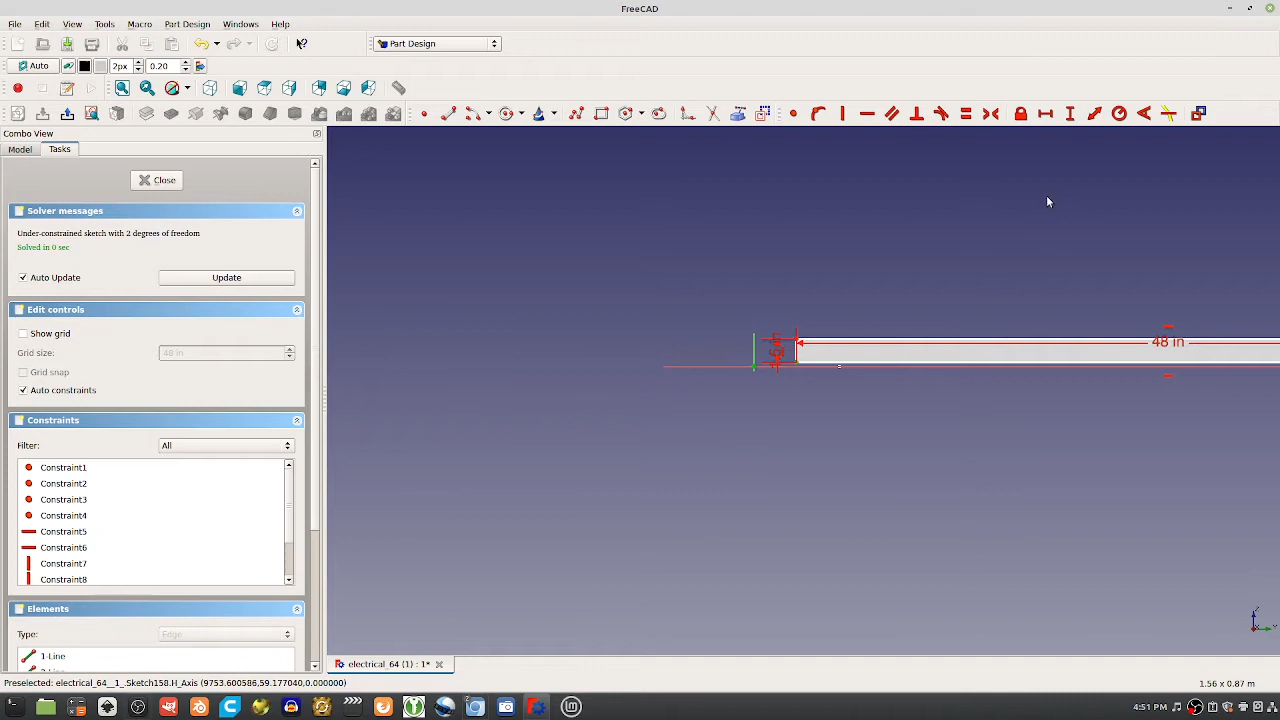 FreeCAD
File Edit View Tools Macro Part Design Windows Help
Part Design
Auto 2px 0.20
Combo View
Model Tasks
Close
Solver messages
Under-constrained sketch with 2 degrees of freedom
Solved in 0 sec
Auto Update Update
Edit controls
Show grid
Grid size: 48 in
Grid snap
Auto constraints
Constraints
Filter: All
Constraint1
Constraint2
Constraint3
Constraint4
Constraint5
Constraint6
Constraint7
Constraint8
Elements
Type: Edge
1-Line
48 in
electrical_64 (1) : 1*
Preselected: electrical_64__1_.Sketch158.H_Axis (9753.600586,59.177040,0.000000)
1.56 x 0.87 m
4:51 PM